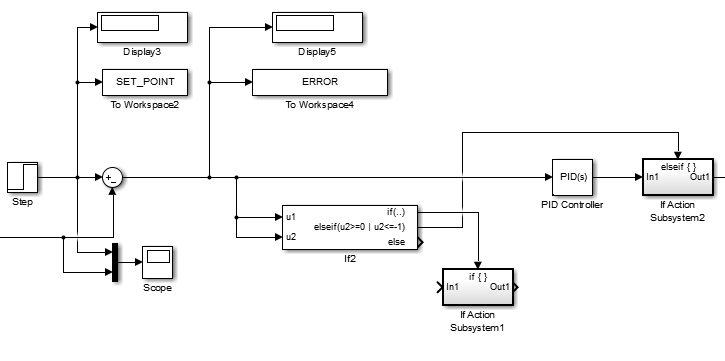 Display3
Display5
SET_POINT
To Workspace2
ERROR
To Workspace4
Step
+
-
PID(s)
PID Controller
elseif { }
In1 Out1
If Action
Subsystem2
u1
u2
if(..)
elseif(u2>=0 | u2<=-1)
else
If2
Scope
if { }
In1 Out1
If Action
Subsystem1